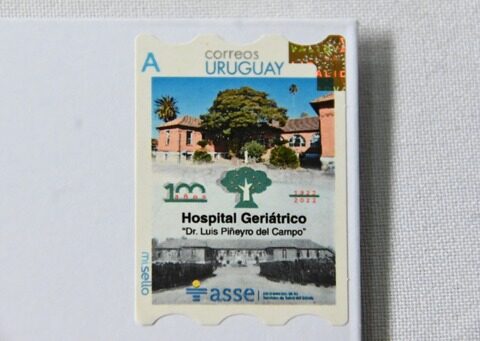 correos
A
URUGUAY
100
años
1922
2022
Hospital Geriátrico
"Dr. Luis Piñeyro del Campo"
mi.sello
asse